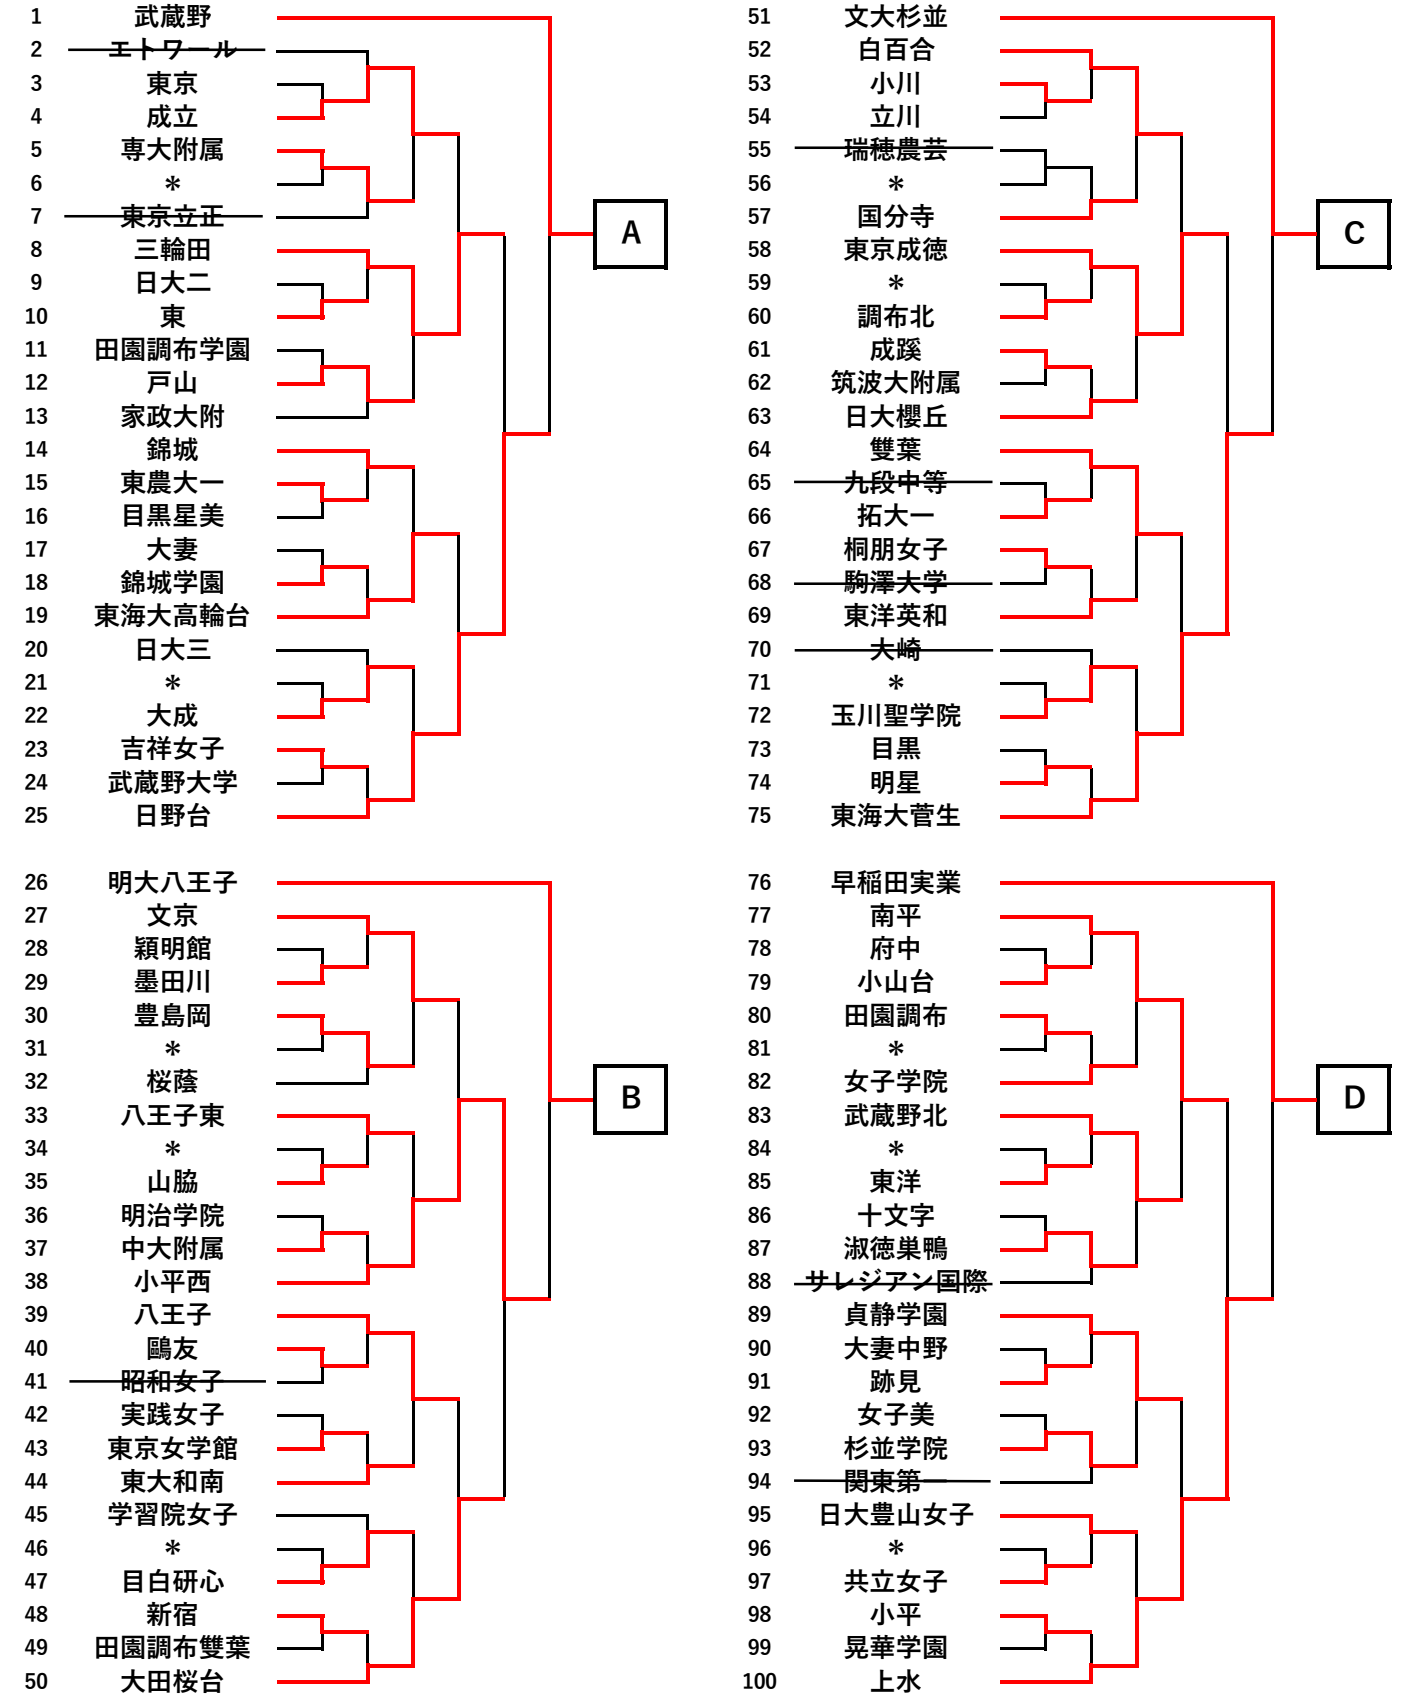 1 武蔵野
2 エトワール
3 東京
4 成立
5 専大附属
6 *
7 東京立正
8 三輪田
9 日大二
10 東
11 田園調布学園
12 戸山
13 家政大附
14 錦城
15 東農大一
16 目黒星美
17 大妻
18 錦城学園
19 東海大高輪台
20 日大三
21 *
22 大成
23 吉祥女子
24 武蔵野大学
25 日野台
A
26 明大八王子
27 文京
28 穎明館
29 墨田川
30 豊島岡
31 *
32 桜蔭
33 八王子東
34 *
35 山脇
36 明治学院
37 中大附属
38 小平西
39 八王子
40 鷗友
41 昭和女子
42 実践女子
43 東京女学館
44 東大和南
45 学習院女子
46 *
47 目白研心
48 新宿
49 田園調布雙葉
50 大田桜台
B
51 文大杉並
52 白百合
53 小川
54 立川
55 瑞穂農芸
56 *
57 国分寺
58 東京成徳
59 *
60 調布北
61 成蹊
62 筑波大附属
63 日大櫻丘
64 雙葉
65 九段中等
66 拓大一
67 桐朋女子
68 駒澤大学
69 東洋英和
70 大崎
71 *
72 玉川聖学院
73 目黒
74 明星
75 東海大菅生
C
76 早稲田実業
77 南平
78 府中
79 小山台
80 田園調布
81 *
82 女子学院
83 武蔵野北
84 *
85 東洋
86 十文字
87 淑徳巣鴨
88 サレジアン国際
89 貞静学園
90 大妻中野
91 跡見
92 女子美
93 杉並学院
94 関東第一
95 日大豊山女子
96 *
97 共立女子
98 小平
99 晃華学園
100 上水
D